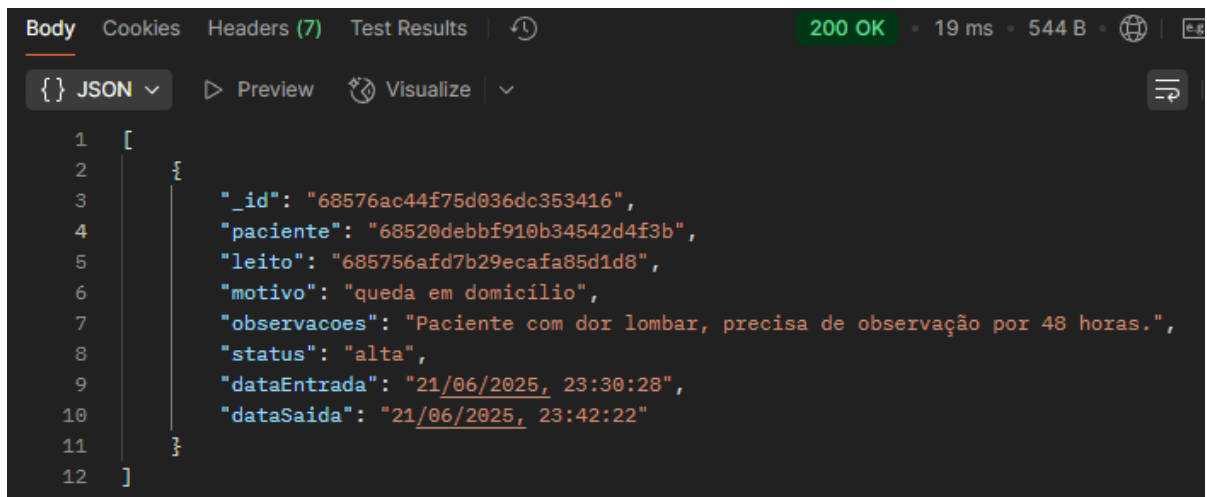 Body Cookies Headers (7) Test Results 200 OK • 19 ms • 544 B • e.g
{} JSON Preview Visualize
1 [
2 {
3 "_id": "68576ac44f75d036dc353416",
4 "paciente": "68520debbf910b34542d4f3b",
5 "leito": "685756afd7b29ecafa85d1d8",
6 "motivo": "queda em domicílio",
7 "observacoes": "Paciente com dor lombar, precisa de observação por 48 horas.",
8 "status": "alta",
9 "dataEntrada": "21/06/2025, 23:30:28",
10 "dataSaida": "21/06/2025, 23:42:22"
11 }
12 ]